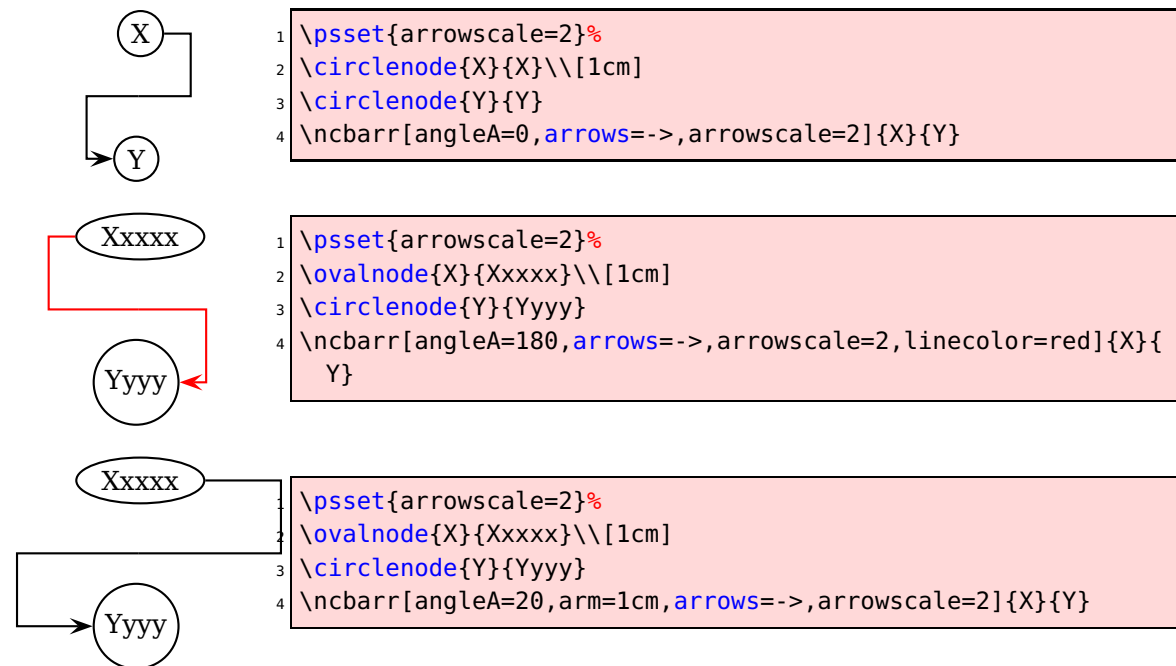 X
Y
1 \psset{arrowscale=2}%
2 \circlenode{X}{X}\\[1cm]
3 \circlenode{Y}{Y}
4 \ncbarr[angleA=0,arrows=->,arrowscale=2]{X}{Y}
Xxxxx
Yyyy
1 \psset{arrowscale=2}%
2 \ovalnode{X}{Xxxxx}\\[1cm]
3 \circlenode{Y}{Yyyy}
4 \ncbarr[angleA=180,arrows=->,arrowscale=2,linecolor=red]{X}{
Y}
Xxxxx
Yyyy
1 \psset{arrowscale=2}%
2 \ovalnode{X}{Xxxxx}\\[1cm]
3 \circlenode{Y}{Yyyy}
4 \ncbarr[angleA=20,arm=1cm,arrows=->,arrowscale=2]{X}{Y}